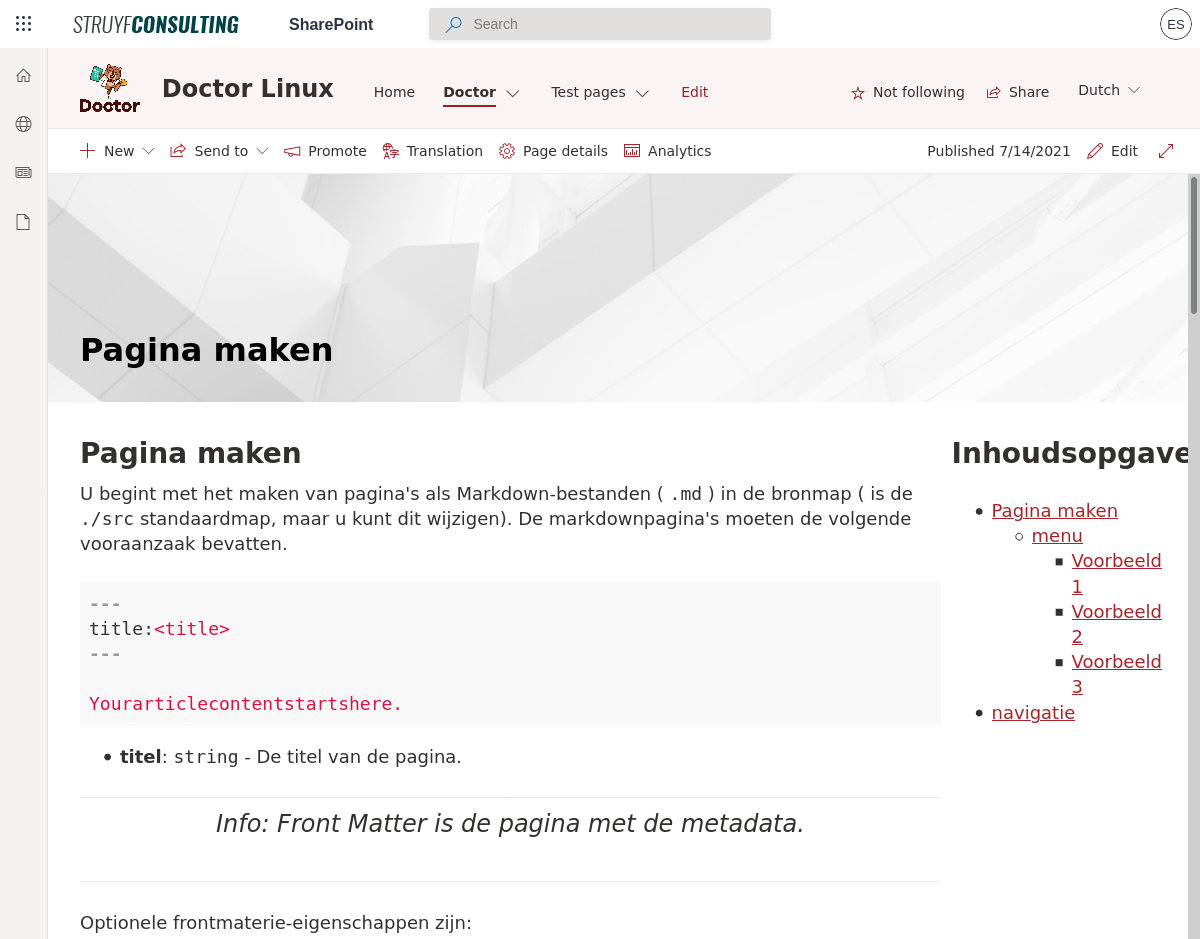 STRUYFCONSULTING SharePoint Search ES
Doctor Doctor Linux Home Doctor Test pages Edit Not following Share Dutch
New Send to Promote Translation Page details Analytics Published 7/14/2021 Edit
Pagina maken
Pagina maken
U begint met het maken van pagina's als Markdown-bestanden ( .md ) in de bronmap ( is de
./src standaardmap, maar u kunt dit wijzigen). De markdownpagina's moeten de volgende
vooraanzaak bevatten.
---
title:<title>
---
Yourarticlecontentstartshere.
• titel: string - De titel van de pagina.
Info: Front Matter is de pagina met de metadata.
Optionele frontmaterie-eigenschappen zijn:
Inhoudsopgave
• Pagina maken
○ menu
▪ Voorbeeld
1
▪ Voorbeeld
2
▪ Voorbeeld
3
• navigatie